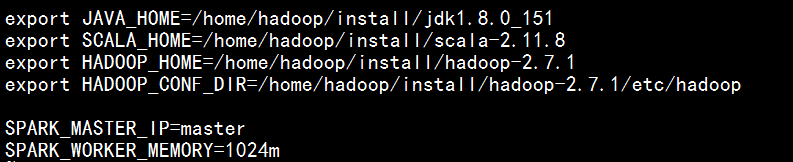 export JAVA_HOME=/home/hadoop/install/jdk1.8.0_151
export SCALA_HOME=/home/hadoop/install/scala-2.11.8
export HADOOP_HOME=/home/hadoop/install/hadoop-2.7.1
export HADOOP_CONF_DIR=/home/hadoop/install/hadoop-2.7.1/etc/hadoop
SPARK_MASTER_IP=master
SPARK_WORKER_MEMORY=1024m